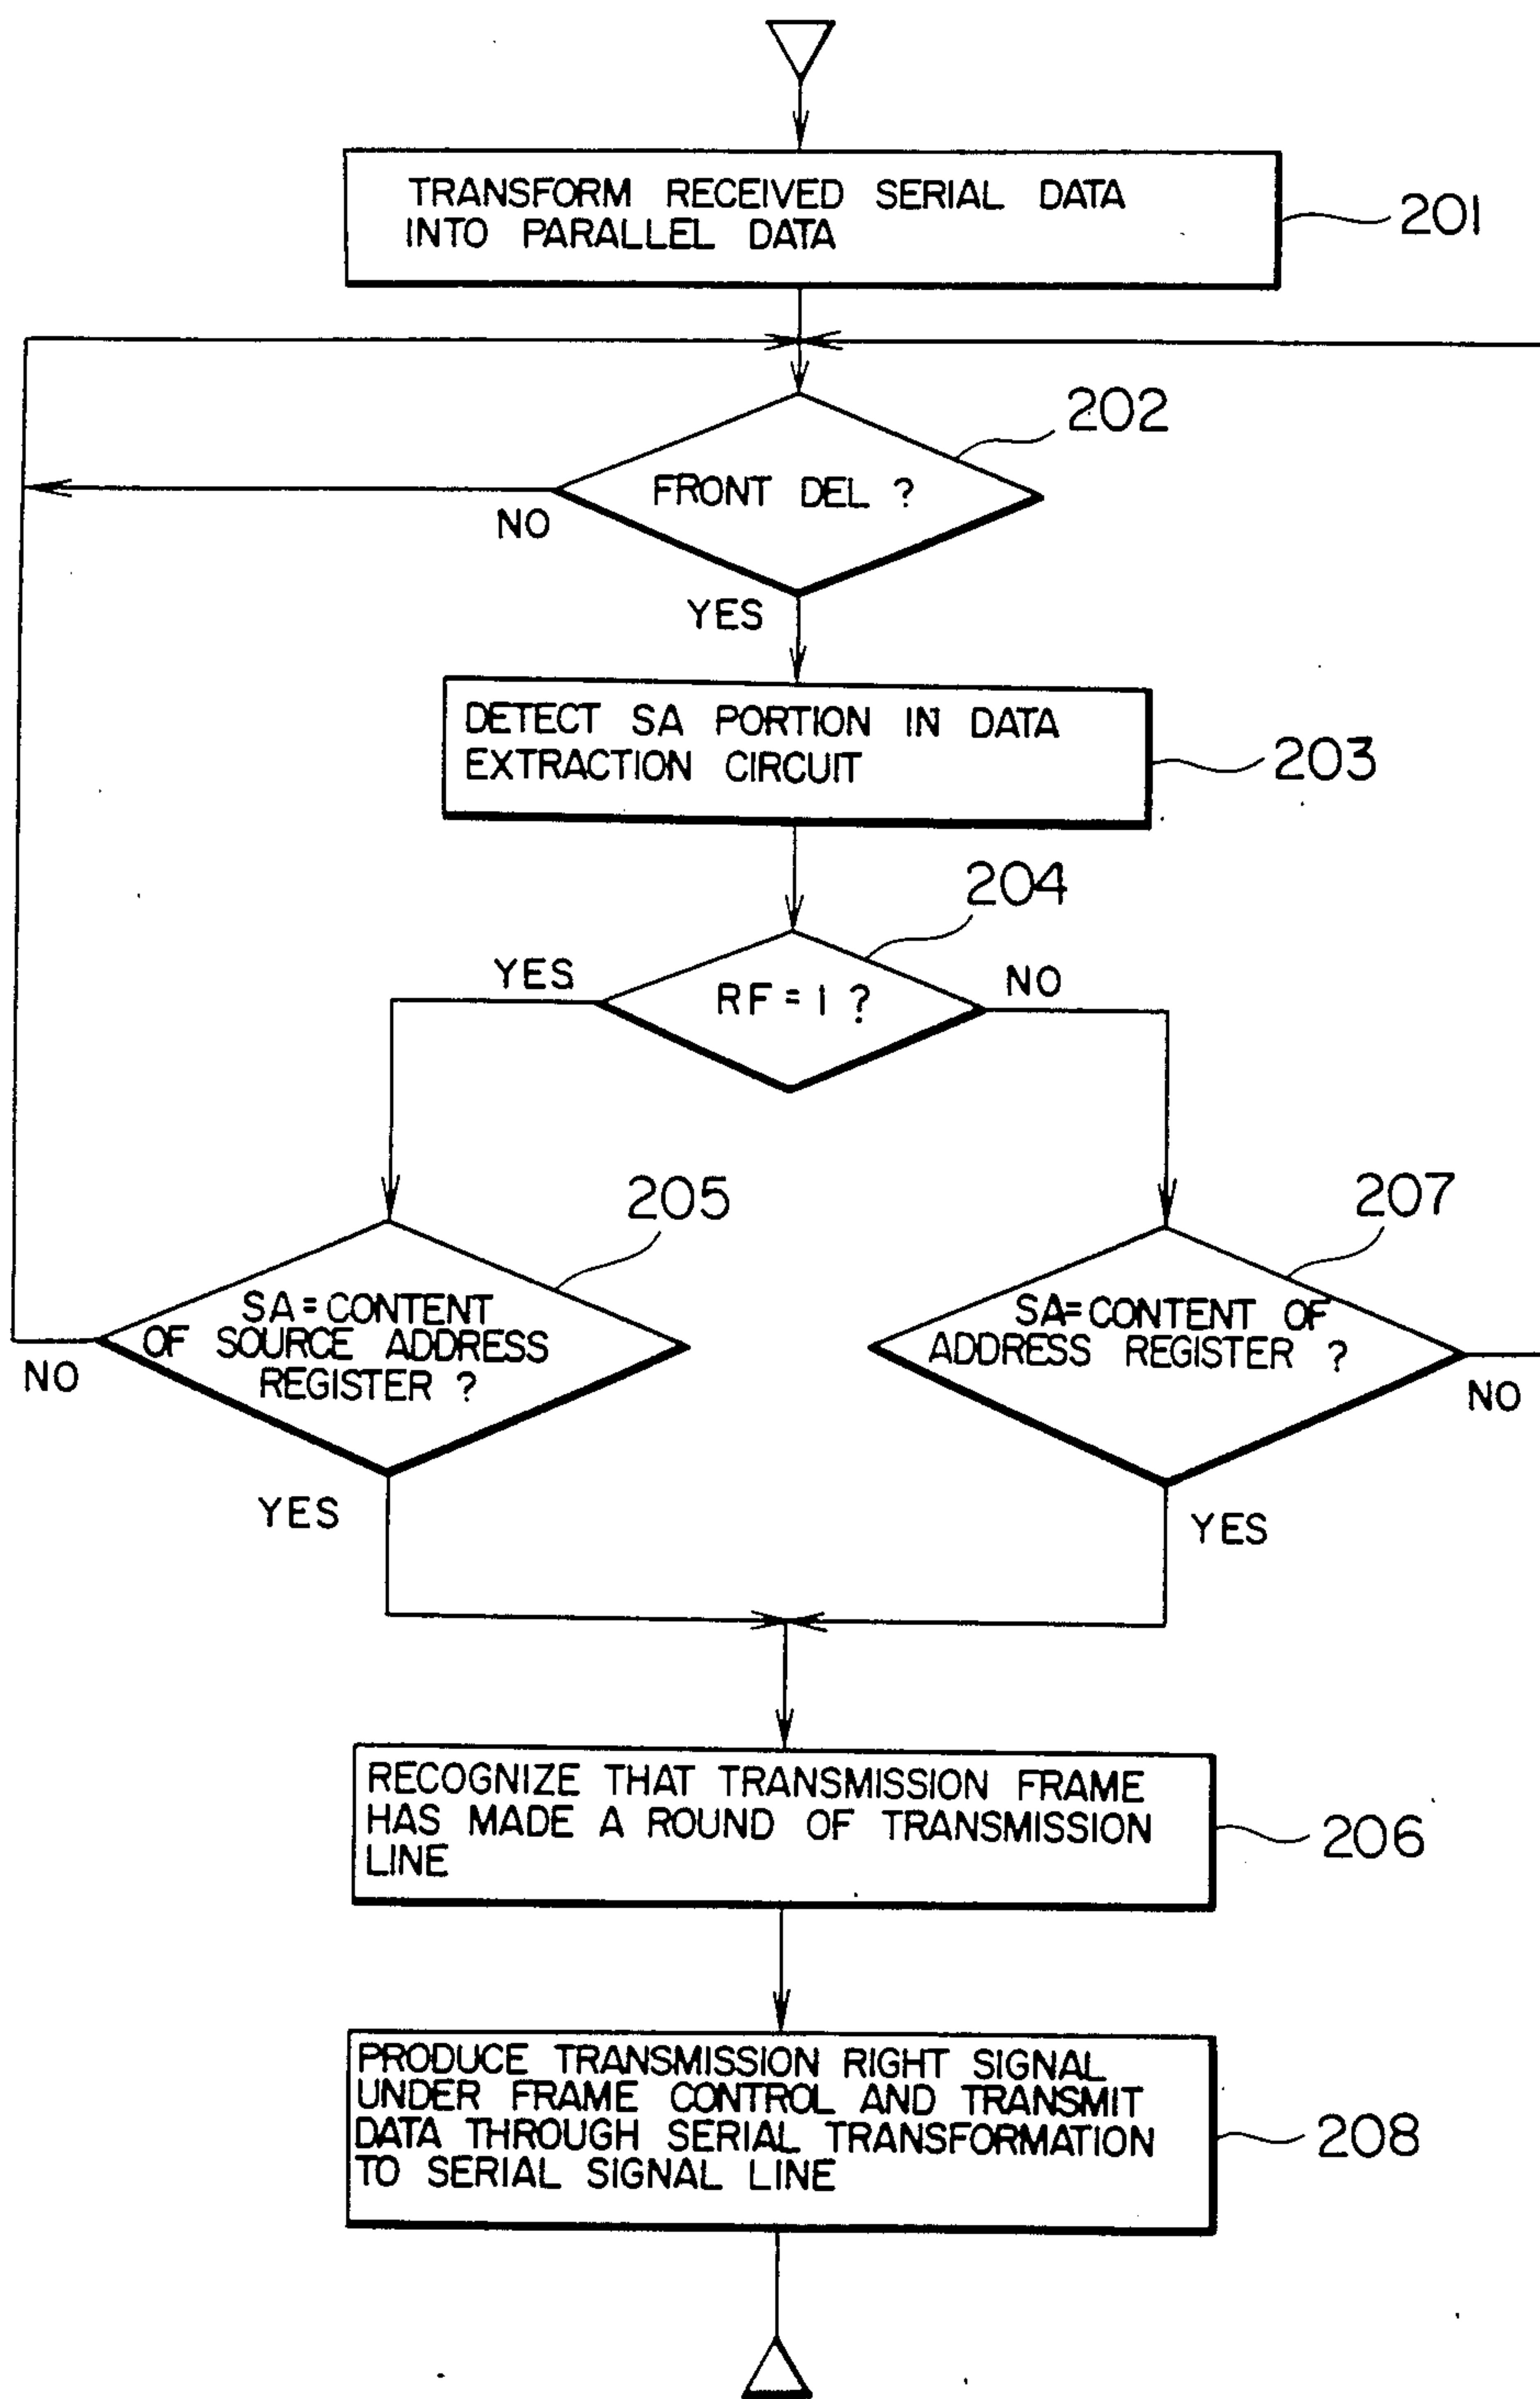 TRANSFORM RECEIVED SERIAL DATA
INTO PARALLEL DATA
201
202
FRONT DEL ?
NO
YES
DETECT SA PORTION IN DATA
EXTRACTION CIRCUIT
203
204
YES
RF = 1 ?
NO
205
207
SA = CONTENT
OF SOURCE ADDRESS
REGISTER ?
NO
YES
SA = CONTENT OF
ADDRESS REGISTER ?
NO
YES
RECOGNIZE THAT TRANSMISSION FRAME
HAS MADE A ROUND OF TRANSMISSION
LINE
206
PRODUCE TRANSMISSION RIGHT SIGNAL
UNDER FRAME CONTROL AND TRANSMIT
DATA THROUGH SERIAL TRANSFORMATION
TO SERIAL SIGNAL LINE
208